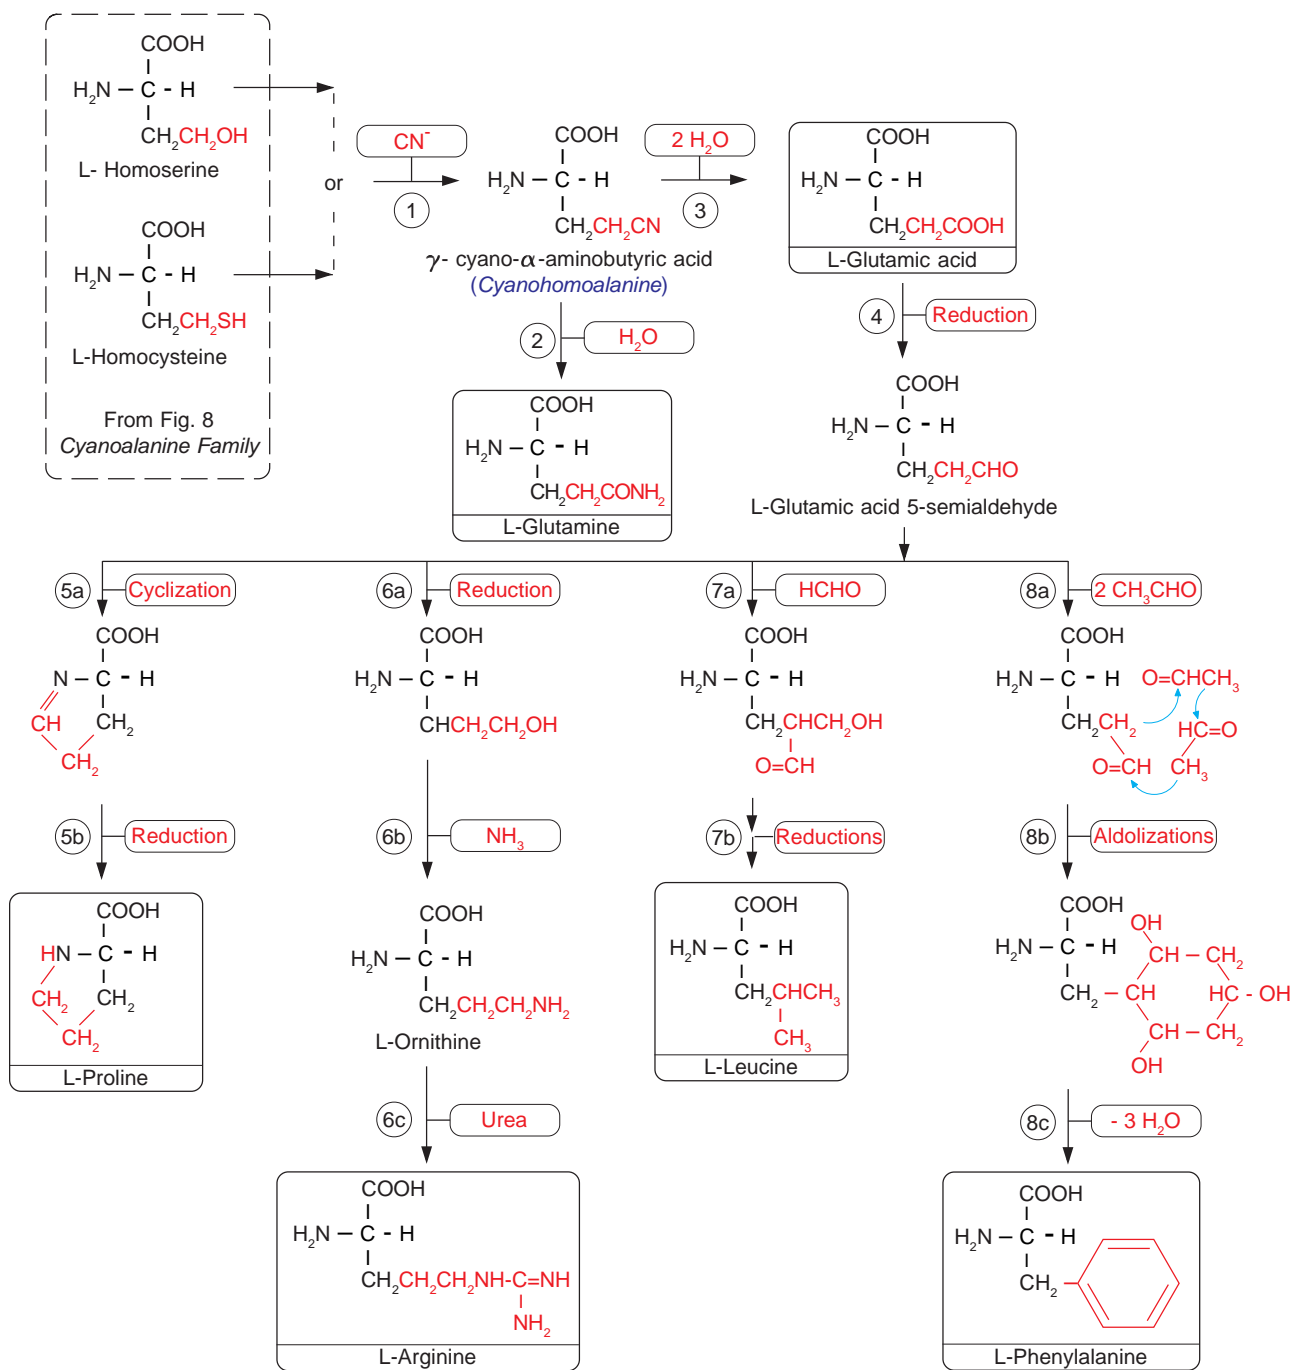 COOH
H₂N – C - H
CH₂CH₂OH
L- Homoserine
COOH
H₂N – C - H
CH₂CH₂SH
L-Homocysteine
From Fig. 8
Cyanoalanine Family
or
CN⁻
1
COOH
H₂N – C - H
CH₂CH₂CN
γ- cyano-α-aminobutyric acid
(Cyanohomoalanine)
2 H₂O
3
COOH
H₂N – C - H
CH₂CH₂COOH
L-Glutamic acid
2
H₂O
COOH
H₂N – C - H
CH₂CH₂CONH₂
L-Glutamine
4
Reduction
COOH
H₂N – C - H
CH₂CH₂CHO
L-Glutamic acid 5-semialdehyde
5a
Cyclization
COOH
N – C - H
CH
CH₂
CH₂
5b
Reduction
COOH
HN – C - H
CH₂
CH₂
CH₂
L-Proline
6a
Reduction
COOH
H₂N – C - H
CHCH₂CH₂OH
6b
NH₃
COOH
H₂N – C - H
CH₂CH₂CH₂NH₂
L-Ornithine
6c
Urea
COOH
H₂N – C - H
CH₂CH₂CH₂NH-C=NH
NH₂
L-Arginine
7a
HCHO
COOH
H₂N – C - H
CH₂CHCH₂OH
O=CH
7b
Reductions
COOH
H₂N – C - H
CH₂CHCH₃
CH₃
L-Leucine
8a
2 CH₃CHO
COOH
H₂N – C - H
O=CHCH₃
CH₂CH₂
HC=O
O=CH
CH₃
8b
Aldolizations
COOH
OH
H₂N – C - H
CH
CH₂
CH₂ – CH
HC - OH
CH
CH₂
OH
8c
- 3 H₂O
COOH
H₂N – C - H
CH₂
L-Phenylalanine